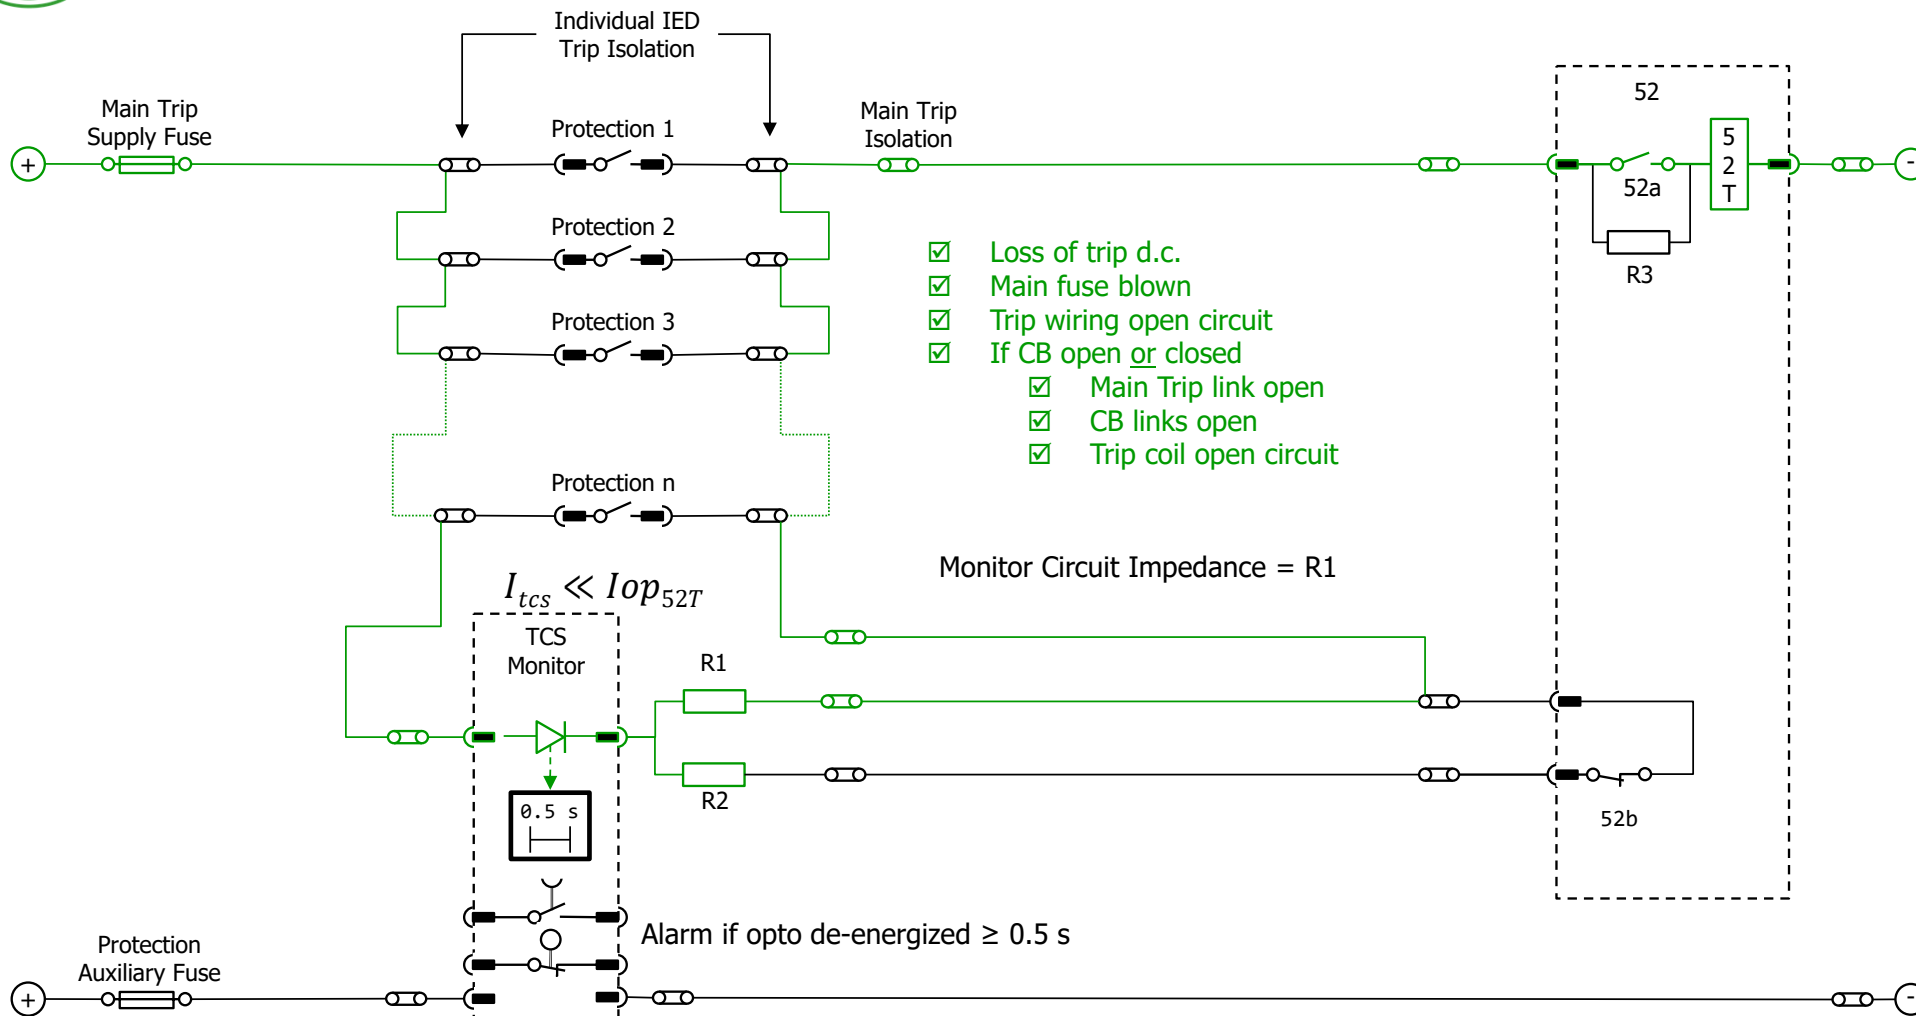 Individual IED
Trip Isolation
Main Trip
Supply Fuse
Protection 1
Main Trip
Isolation
52
+
5
2
T
-
52a
R3
Protection 2
☑ Loss of trip d.c.
☑ Main fuse blown
☑ Trip wiring open circuit
☑ If CB open or closed
☑ Main Trip link open
☑ CB links open
☑ Trip coil open circuit
Protection 3
Protection n
Monitor Circuit Impedance = R1
I_tcs ≪ Iop_52T
TCS
Monitor
R1
R2
0.5 s
52b
Alarm if opto de-energized ≥ 0.5 s
Protection
Auxiliary Fuse
+
-